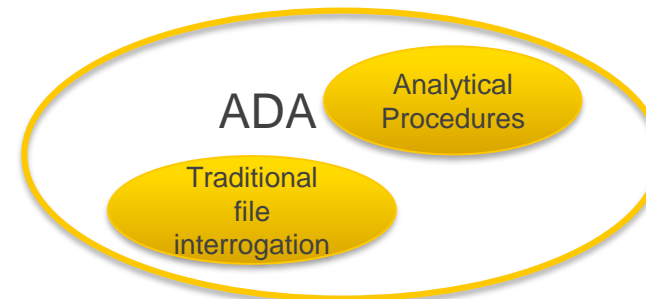 Analytical
Procedures
ADA
Traditional
file
interrogation